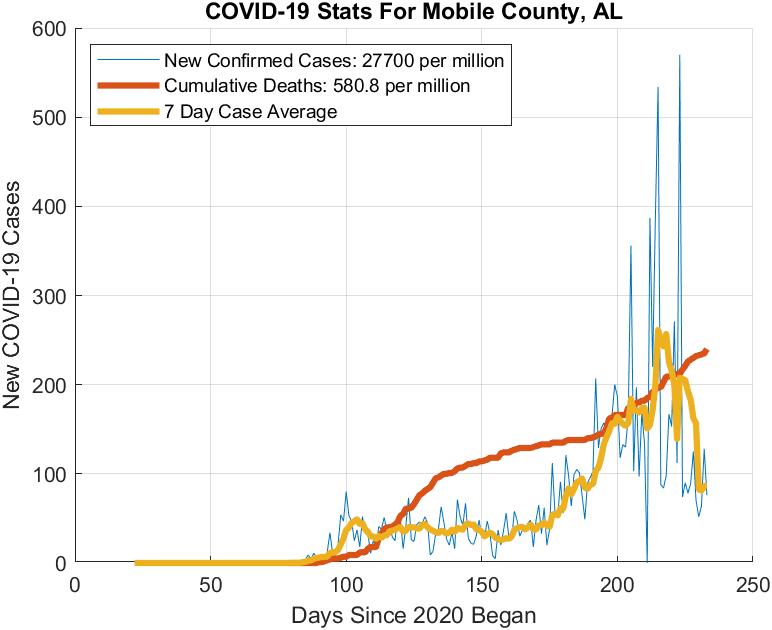 COVID-19 Stats For Mobile County, AL
600
New Confirmed Cases: 27700 per million
Cumulative Deaths: 580.8 per million
7 Day Case Average
500
400
300
200
100
0
New COVID-19 Cases
0 50 100 150 200 250
Days Since 2020 Began